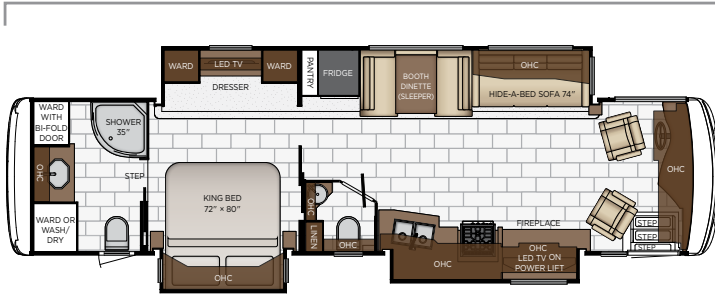 WARD
LED TV
WARD
DRESSER
PANTRY
FRIDGE
BOOTH
DINETTE
(SLEEPER)
OHC
HIDE-A-BED SOFA 74"
WARD
WITH
BI-FOLD
DOOR
SHOWER
35"
OHC
STEP
WARD OR
WASH/
DRY
KING BED
72" × 80"
OHC
OHC
LINEN
OHC
OHC
FIREPLACE
OHC
LED TV ON
POWER LIFT
OHC
STEP
STEP
STEP